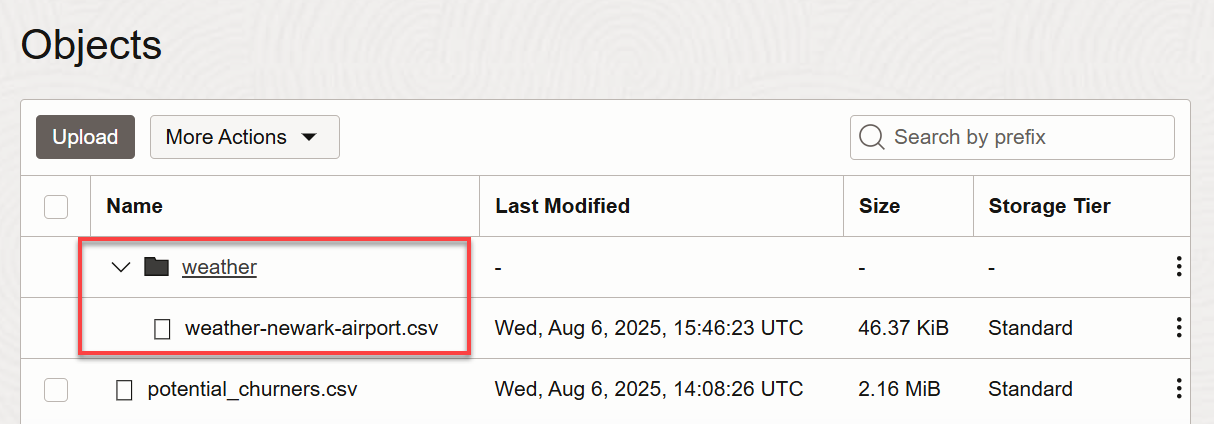 Objects
Upload More Actions Search by prefix
Name Last Modified Size Storage Tier
weather - - -
weather-newark-airport.csv Wed, Aug 6, 2025, 15:46:23 UTC 46.37 KiB Standard
potential_churners.csv Wed, Aug 6, 2025, 14:08:26 UTC 2.16 MiB Standard